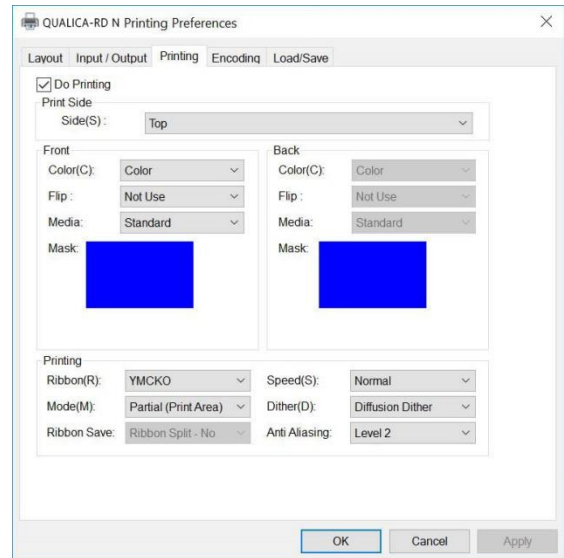 QUALICA-RD N Printing Preferences
Layout Input / Output Printing Encoding Load/Save
Do Printing
Print Side
Side(S) : Top
Front Back
Color(C): Color Color(C): Color
Flip : Not Use Flip : Not Use
Media: Standard Media: Standard
Mask: Mask:
Printing
Ribbon(R): YMCKO Speed(S): Normal
Mode(M): Partial (Print Area) Dither(D): Diffusion Dither
Ribbon Save: Ribbon Split - No Anti Aliasing: Level 2
OK Cancel Apply